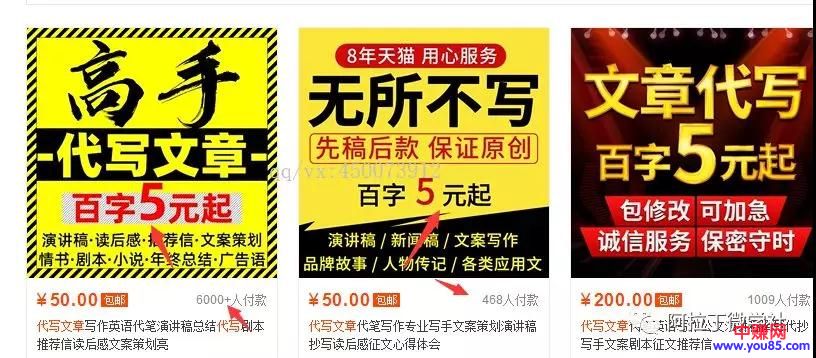 高手
代写文章
百字5元起
演讲稿·读后感·推荐信·文案策划
情书·剧本·小说·年终总结·广告语
¥50.00 包邮 6000+人付款
代写文章写作英语代笔演讲稿总结代写剧本
推荐信读后感文案策划亮
8年天猫 用心服务
无所不写
先稿后款 保证原创
百字5元起
演讲稿 / 新闻稿 / 文案写作
品牌故事 / 人物传记 / 各类应用文
¥50.00 包邮 468人付款
代写文章代笔写作专业写手文案策划演讲稿
抄写读后感征文心得体会
文章代写
百字5元起
包修改 可加急
诚信服务 保密守时
¥200.00 包邮 1009人付款
代抄
写手文案剧本征文推荐信
qq/vx:450073912
阿拉丁微学社
中赚网
www.you85.com